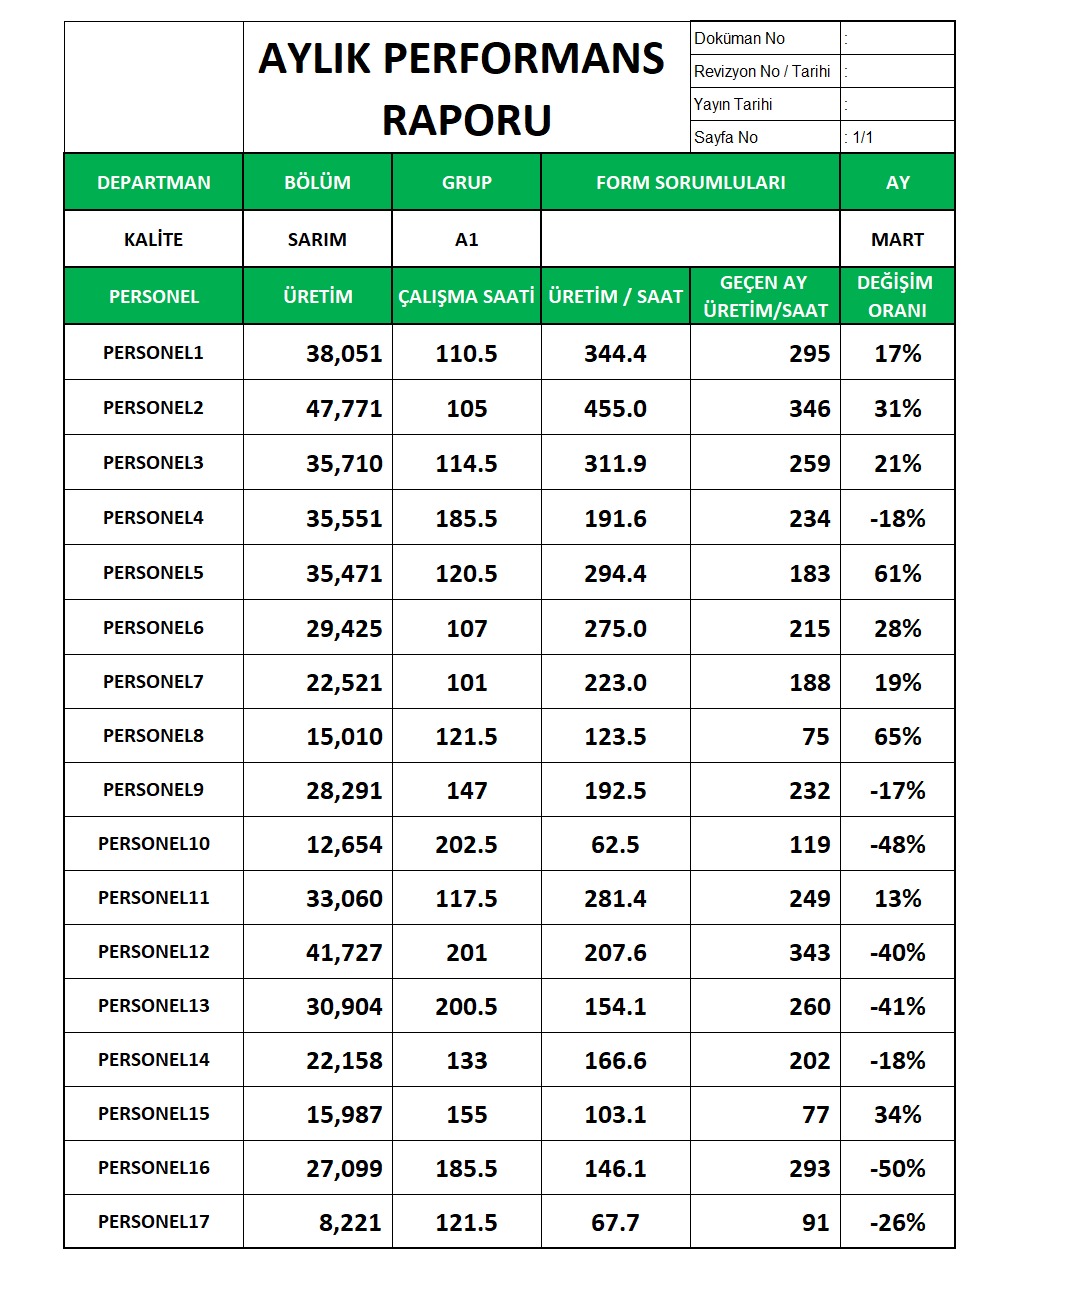 AYLIK PERFORMANS
RAPORU
Doküman No :
Revizyon No / Tarihi :
Yayın Tarihi :
Sayfa No : 1/1
DEPARTMAN BÖLÜM GRUP FORM SORUMLULARI AY
KALİTE SARIM A1 MART
PERSONEL ÜRETİM ÇALIŞMA SAATİ ÜRETİM / SAAT GEÇEN AY ÜRETİM/SAAT DEĞİŞİM ORANI
PERSONEL1 38,051 110.5 344.4 295 17%
PERSONEL2 47,771 105 455.0 346 31%
PERSONEL3 35,710 114.5 311.9 259 21%
PERSONEL4 35,551 185.5 191.6 234 -18%
PERSONEL5 35,471 120.5 294.4 183 61%
PERSONEL6 29,425 107 275.0 215 28%
PERSONEL7 22,521 101 223.0 188 19%
PERSONEL8 15,010 121.5 123.5 75 65%
PERSONEL9 28,291 147 192.5 232 -17%
PERSONEL10 12,654 202.5 62.5 119 -48%
PERSONEL11 33,060 117.5 281.4 249 13%
PERSONEL12 41,727 201 207.6 343 -40%
PERSONEL13 30,904 200.5 154.1 260 -41%
PERSONEL14 22,158 133 166.6 202 -18%
PERSONEL15 15,987 155 103.1 77 34%
PERSONEL16 27,099 185.5 146.1 293 -50%
PERSONEL17 8,221 121.5 67.7 91 -26%